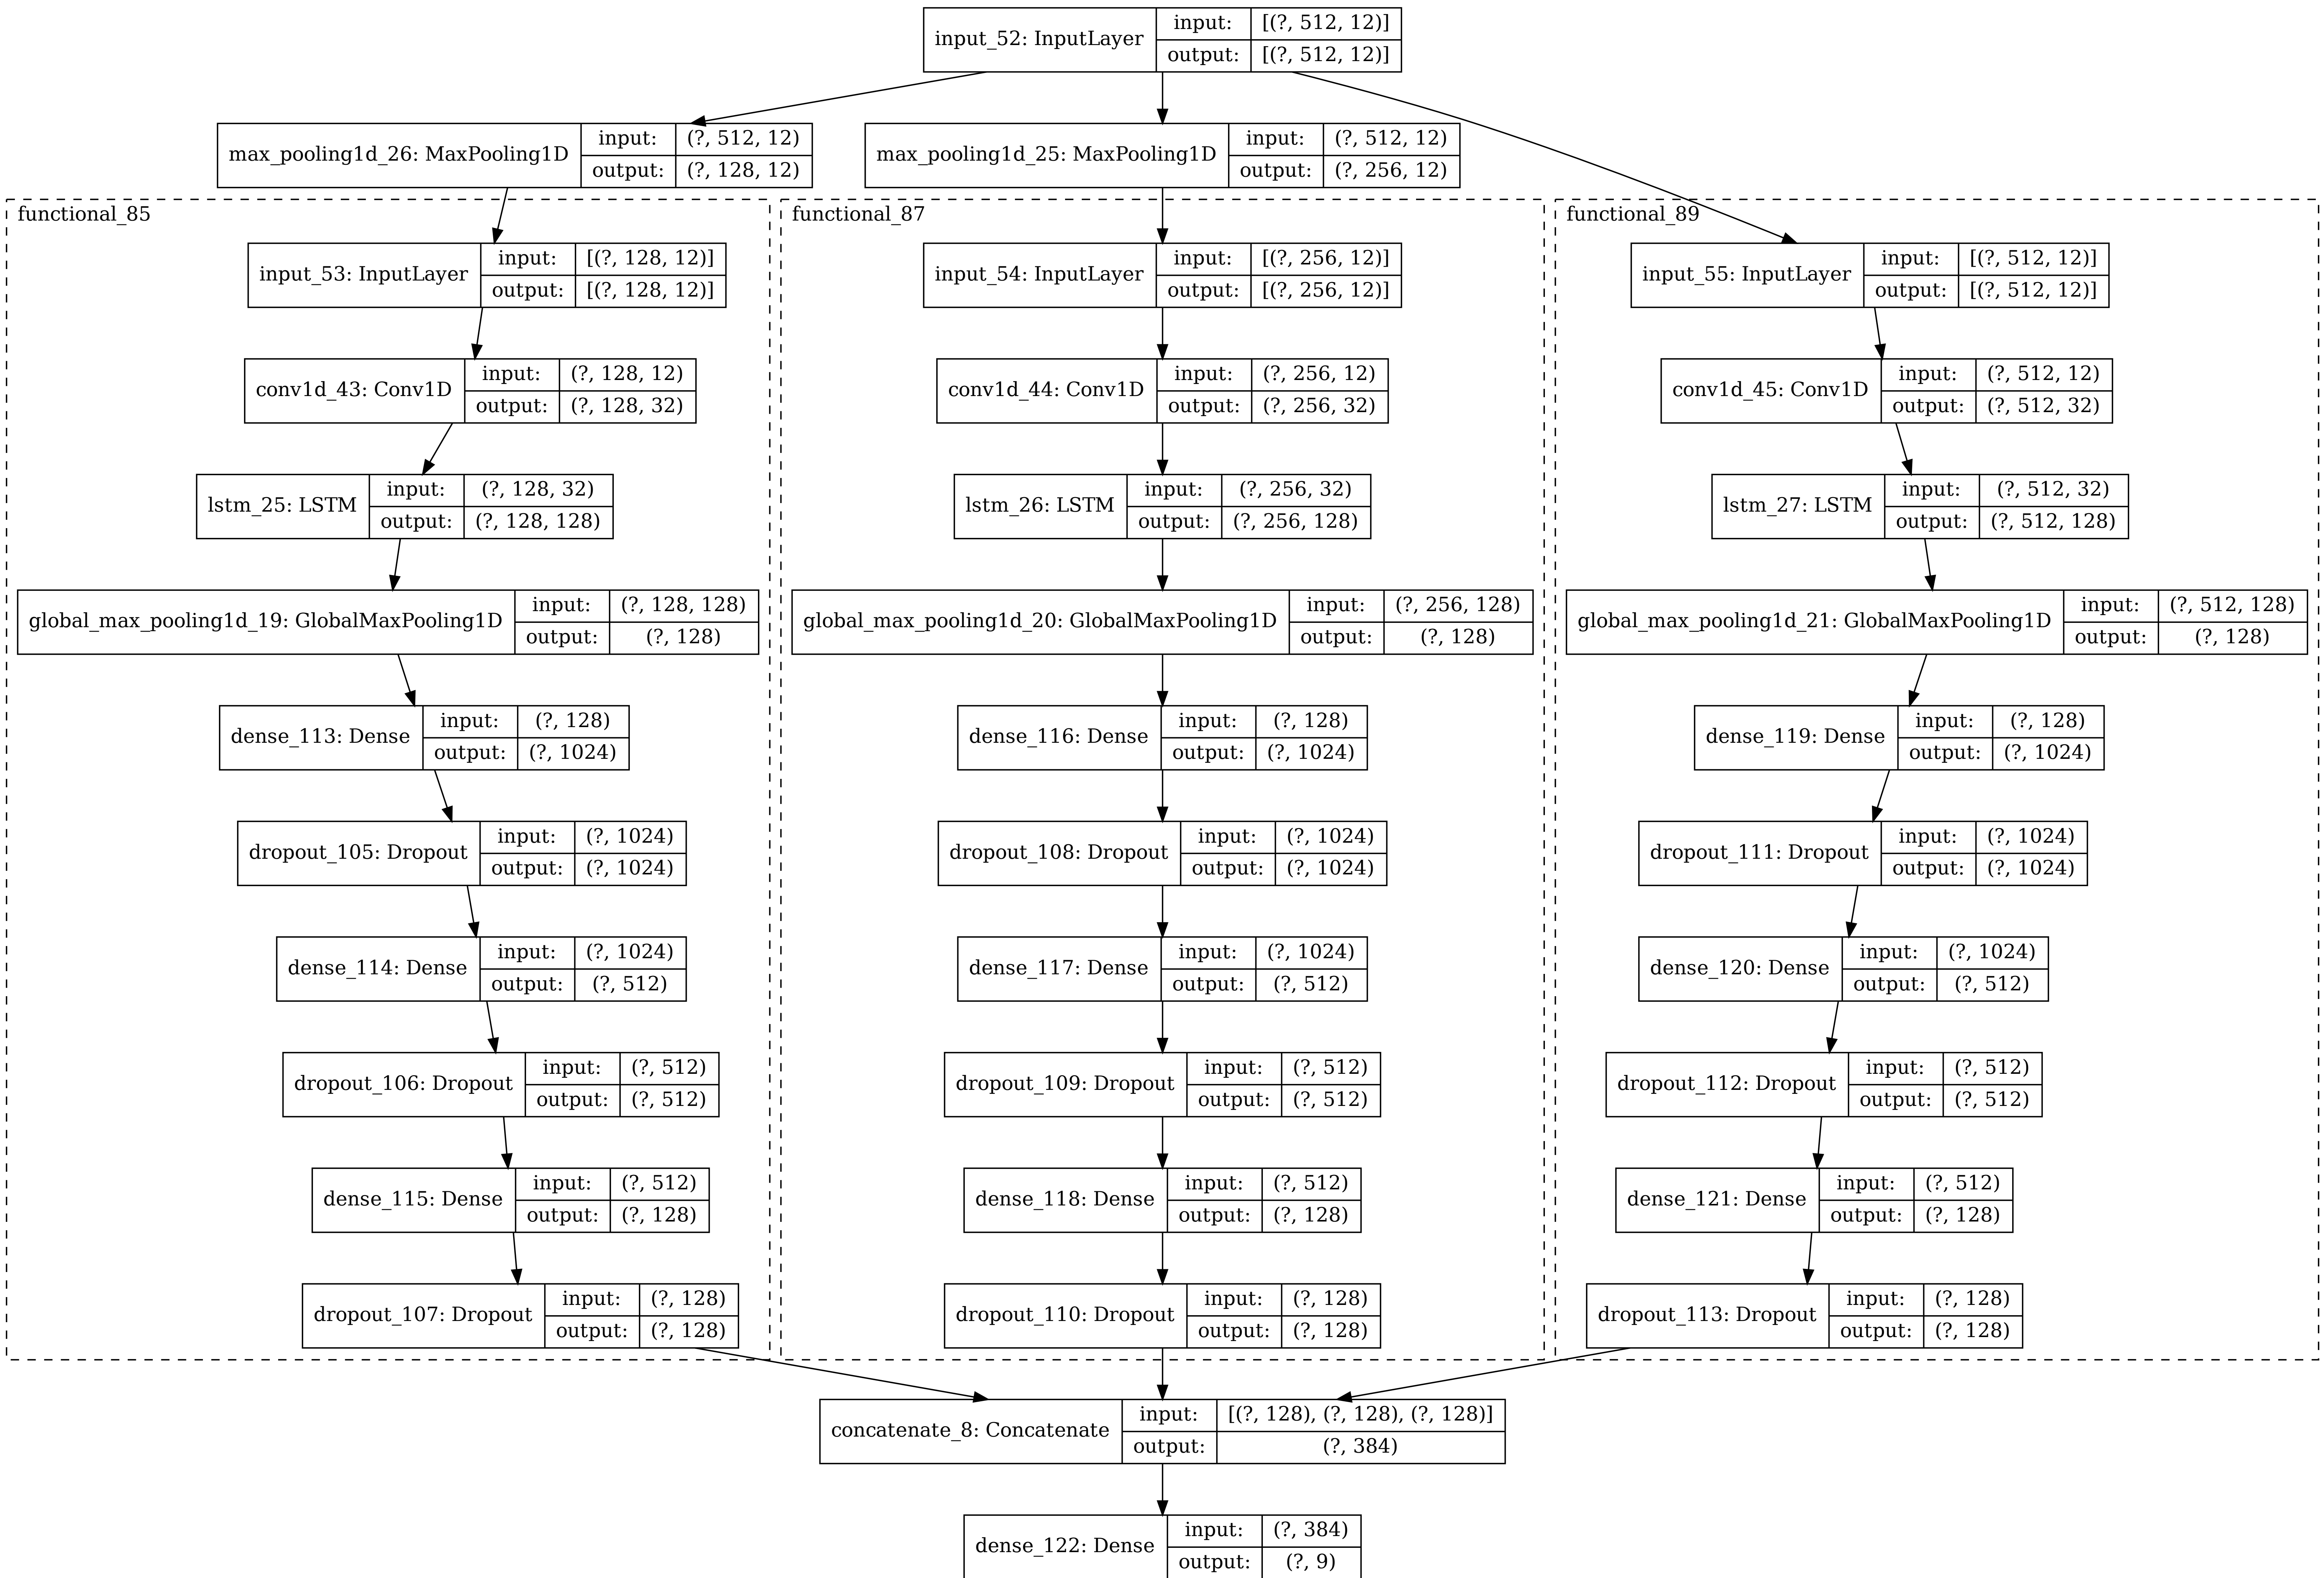 input_52: InputLayer
input: [(?, 512, 12)]
output: [(?, 512, 12)]
max_pooling1d_26: MaxPooling1D
input: (?, 512, 12)
output: (?, 128, 12)
max_pooling1d_25: MaxPooling1D
input: (?, 512, 12)
output: (?, 256, 12)
functional_85
input_53: InputLayer
input: [(?, 128, 12)]
output: [(?, 128, 12)]
conv1d_43: Conv1D
input: (?, 128, 12)
output: (?, 128, 32)
lstm_25: LSTM
input: (?, 128, 32)
output: (?, 128, 128)
global_max_pooling1d_19: GlobalMaxPooling1D
input: (?, 128, 128)
output: (?, 128)
dense_113: Dense
input: (?, 128)
output: (?, 1024)
dropout_105: Dropout
input: (?, 1024)
output: (?, 1024)
dense_114: Dense
input: (?, 1024)
output: (?, 512)
dropout_106: Dropout
input: (?, 512)
output: (?, 512)
dense_115: Dense
input: (?, 512)
output: (?, 128)
dropout_107: Dropout
input: (?, 128)
output: (?, 128)
functional_87
input_54: InputLayer
input: [(?, 256, 12)]
output: [(?, 256, 12)]
conv1d_44: Conv1D
input: (?, 256, 12)
output: (?, 256, 32)
lstm_26: LSTM
input: (?, 256, 32)
output: (?, 256, 128)
global_max_pooling1d_20: GlobalMaxPooling1D
input: (?, 256, 128)
output: (?, 128)
dense_116: Dense
input: (?, 128)
output: (?, 1024)
dropout_108: Dropout
input: (?, 1024)
output: (?, 1024)
dense_117: Dense
input: (?, 1024)
output: (?, 512)
dropout_109: Dropout
input: (?, 512)
output: (?, 512)
dense_118: Dense
input: (?, 512)
output: (?, 128)
dropout_110: Dropout
input: (?, 128)
output: (?, 128)
functional_89
input_55: InputLayer
input: [(?, 512, 12)]
output: [(?, 512, 12)]
conv1d_45: Conv1D
input: (?, 512, 12)
output: (?, 512, 32)
lstm_27: LSTM
input: (?, 512, 32)
output: (?, 512, 128)
global_max_pooling1d_21: GlobalMaxPooling1D
input: (?, 512, 128)
output: (?, 128)
dense_119: Dense
input: (?, 128)
output: (?, 1024)
dropout_111: Dropout
input: (?, 1024)
output: (?, 1024)
dense_120: Dense
input: (?, 1024)
output: (?, 512)
dropout_112: Dropout
input: (?, 512)
output: (?, 512)
dense_121: Dense
input: (?, 512)
output: (?, 128)
dropout_113: Dropout
input: (?, 128)
output: (?, 128)
concatenate_8: Concatenate
input: [(?, 128), (?, 128), (?, 128)]
output: (?, 384)
dense_122: Dense
input: (?, 384)
output: (?, 9)